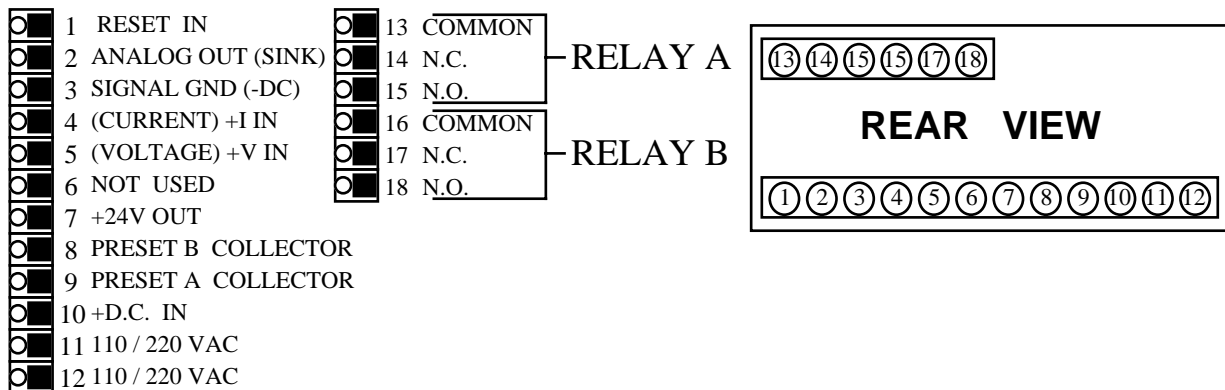 1 RESET IN
2 ANALOG OUT (SINK)
3 SIGNAL GND (-DC)
4 (CURRENT) +I IN
5 (VOLTAGE) +V IN
6 NOT USED
7 +24V OUT
8 PRESET B COLLECTOR
9 PRESET A COLLECTOR
10 +D.C. IN
11 110 / 220 VAC
12 110 / 220 VAC
13 COMMON
14 N.C.
15 N.O.
RELAY A
16 COMMON
17 N.C.
18 N.O.
RELAY B
13 14 15 15 17 18
REAR VIEW
1 2 3 4 5 6 7 8 9 10 11 12